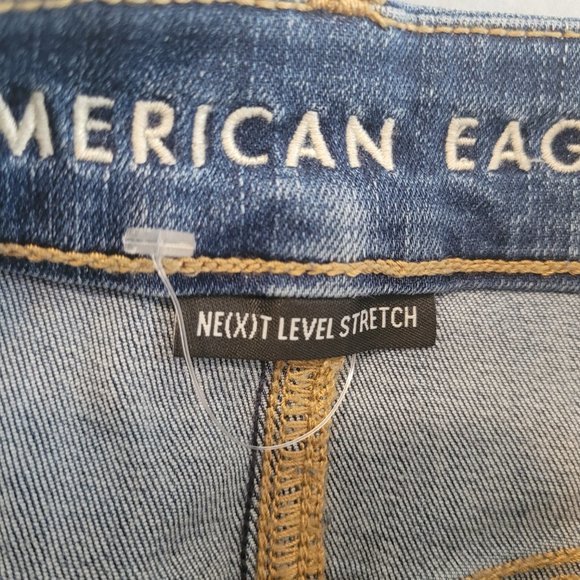 MERICAN EAG
NE(X)T LEVEL STRETCH